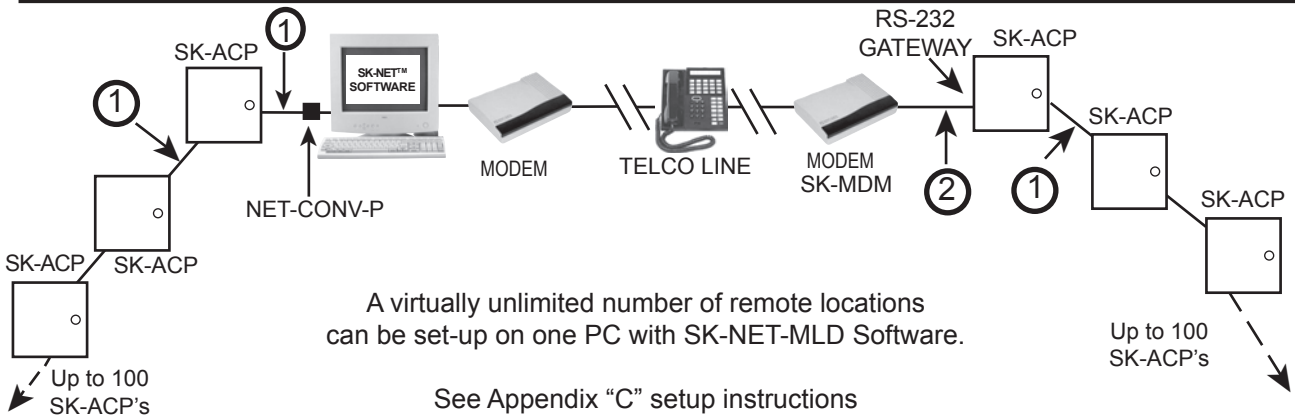 SK-ACP
1
1
SK-NET™
SOFTWARE
NET-CONV-P
SK-ACP
SK-ACP
Up to 100
SK-ACP's
MODEM
TELCO LINE
MODEM
SK-MDM
RS-232
GATEWAY
2
SK-ACP
1
SK-ACP
SK-ACP
Up to 100
SK-ACP's
A virtually unlimited number of remote locations
can be set-up on one PC with SK-NET-MLD Software.
See Appendix “C” setup instructions